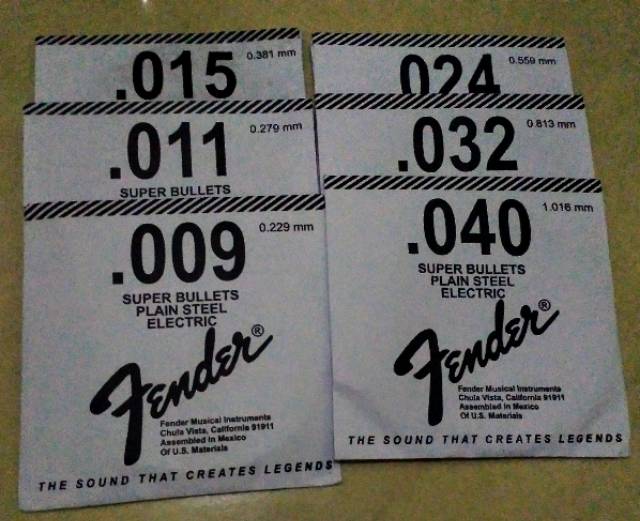 .015
0.381 mm
.011
0.279 mm
SUPER BULLETS
.009
0.229 mm
SUPER BULLETS
PLAIN STEEL
ELECTRIC
Fender®
Fender Musical Instruments
Chula Vista, California 91911
Assembled in Mexico
Of U.S. Materials
THE SOUND THAT CREATES LEGENDS
024
0.559 mm
.032
0.813 mm
.040
1.016 mm
SUPER BULLETS
PLAIN STEEL
ELECTRIC
Fender®
Fender Musical Instruments
Chula Vista, California 91911
Assembled in Mexico
Of U.S. Materials
THE SOUND THAT CREATES LEGENDS